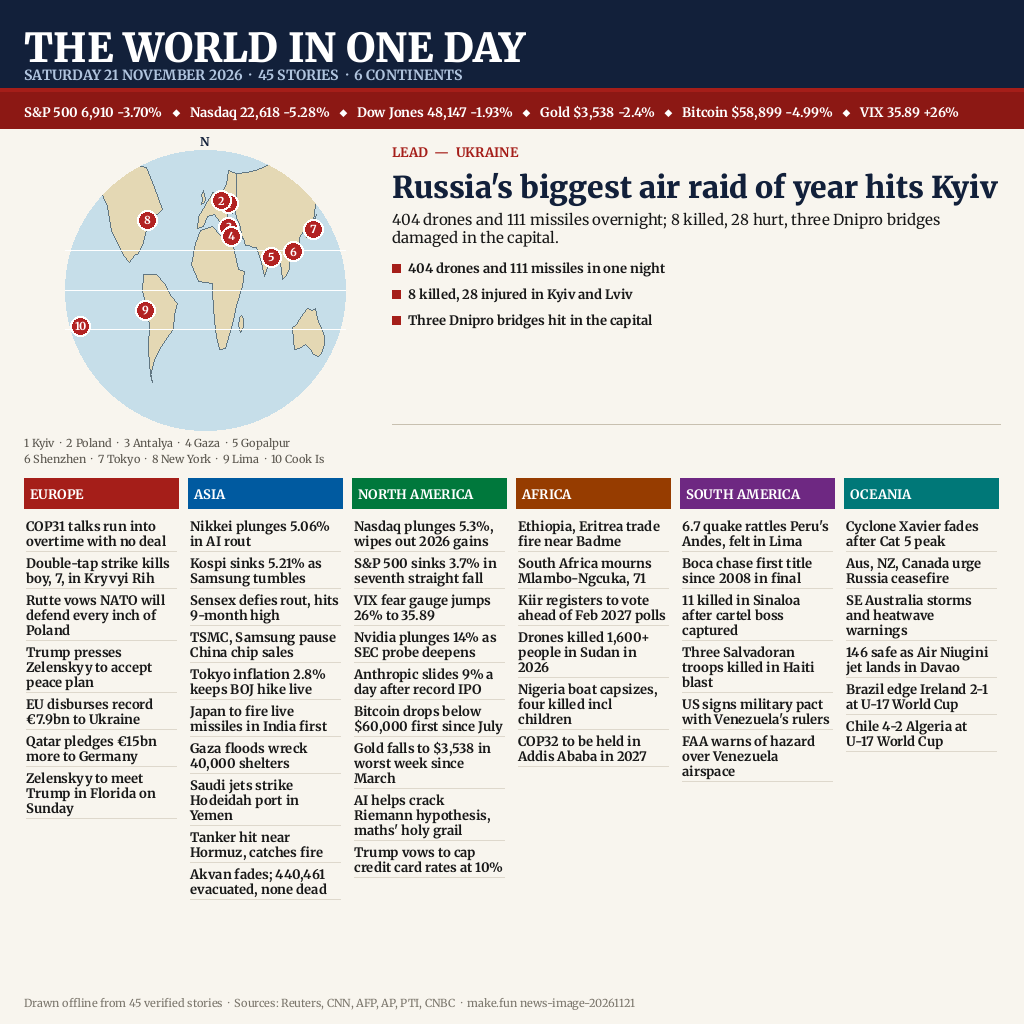 THE WORLD IN ONE DAY
SATURDAY 21 NOVEMBER 2026 · 45 STORIES · 6 CONTINENTS
S&P 500 6,910 -3.70% ◆ Nasdaq 22,618 -5.28% ◆ Dow Jones 48,147 -1.93% ◆ Gold $3,538 -2.4% ◆ Bitcoin $58,899 -4.99% ◆ VIX 35.89 +26%
N
2
8
7
4
6
5
9
10
1 Kyiv · 2 Poland · 3 Antalya · 4 Gaza · 5 Gopalpur
6 Shenzhen · 7 Tokyo · 8 New York · 9 Lima · 10 Cook Is
LEAD — UKRAINE
Russia's biggest air raid of year hits Kyiv
404 drones and 111 missiles overnight; 8 killed, 28 hurt, three Dnipro bridges
damaged in the capital.
404 drones and 111 missiles in one night
8 killed, 28 injured in Kyiv and Lviv
Three Dnipro bridges hit in the capital
EUROPE
COP31 talks run into
overtime with no deal
Double-tap strike kills
boy, 7, in Kryvyi Rih
Rutte vows NATO will
defend every inch of
Poland
Trump presses
Zelenskyy to accept
peace plan
EU disburses record
€7.9bn to Ukraine
Qatar pledges €15bn
more to Germany
Zelenskyy to meet
Trump in Florida on
Sunday
ASIA
Nikkei plunges 5.06%
in AI rout
Kospi sinks 5.21% as
Samsung tumbles
Sensex defies rout, hits
9-month high
TSMC, Samsung pause
China chip sales
Tokyo inflation 2.8%
keeps BOJ hike live
Japan to fire live
missiles in India first
Gaza floods wreck
40,000 shelters
Saudi jets strike
Hodeidah port in
Yemen
Tanker hit near
Hormuz, catches fire
Akvan fades; 440,461
evacuated, none dead
NORTH AMERICA
Nasdaq plunges 5.3%,
wipes out 2026 gains
S&P 500 sinks 3.7% in
seventh straight fall
VIX fear gauge jumps
26% to 35.89
Nvidia plunges 14% as
SEC probe deepens
Anthropic slides 9% a
day after record IPO
Bitcoin drops below
$60,000 first since July
Gold falls to $3,538 in
worst week since
March
AI helps crack
Riemann hypothesis,
maths' holy grail
Trump vows to cap
credit card rates at 10%
AFRICA
Ethiopia, Eritrea trade
fire near Badme
South Africa mourns
Mlambo-Ngcuka, 71
Kiir registers to vote
ahead of Feb 2027 polls
Drones killed 1,600+
people in Sudan in
2026
Nigeria boat capsizes,
four killed incl
children
COP32 to be held in
Addis Ababa in 2027
SOUTH AMERICA
6.7 quake rattles Peru's
Andes, felt in Lima
Boca chase first title
since 2008 in final
11 killed in Sinaloa
after cartel boss
captured
Three Salvadoran
troops killed in Haiti
blast
US signs military pact
with Venezuela's rulers
FAA warns of hazard
over Venezuela
airspace
OCEANIA
Cyclone Xavier fades
after Cat 5 peak
Aus, NZ, Canada urge
Russia ceasefire
SE Australia storms
and heatwave
warnings
146 safe as Air Niugini
jet lands in Davao
Brazil edge Ireland 2-1
at U-17 World Cup
Chile 4-2 Algeria at
U-17 World Cup
Drawn offline from 45 verified stories · Sources: Reuters, CNN, AFP, AP, PTI, CNBC · make.fun news-image-20261121